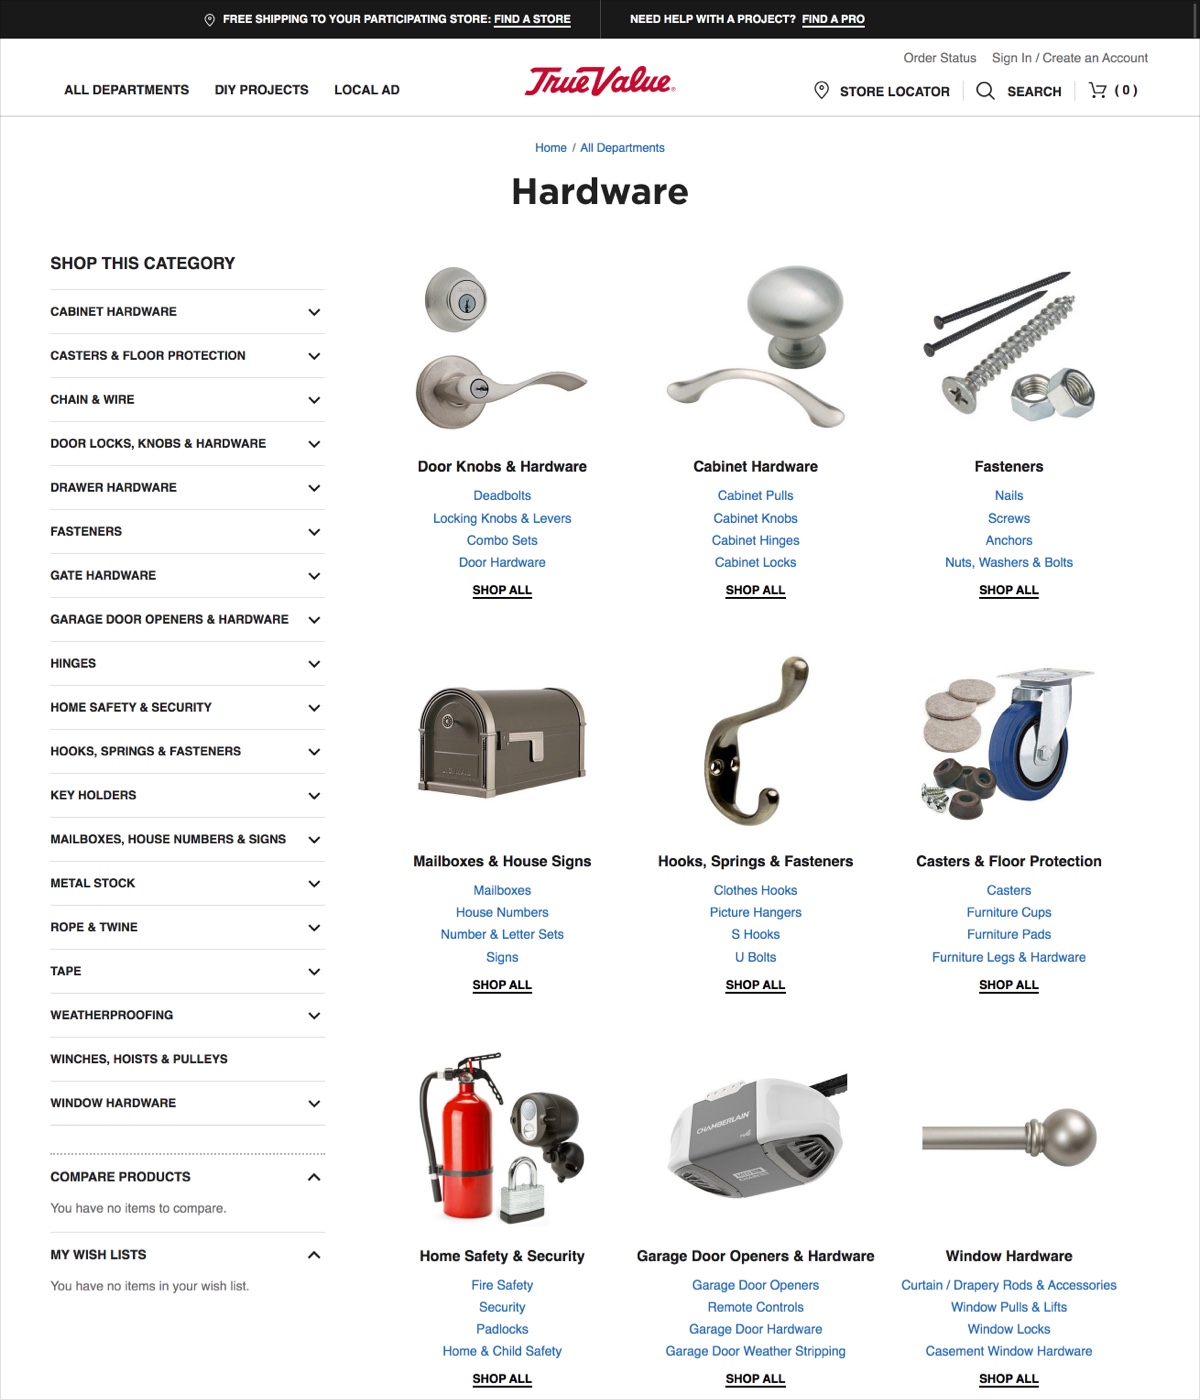 FREE SHIPPING TO YOUR PARTICIPATING STORE: FIND A STORE
NEED HELP WITH A PROJECT? FIND A PRO
Order Status Sign In / Create an Account
ALL DEPARTMENTS DIY PROJECTS LOCAL AD
True Value®
STORE LOCATOR SEARCH ( 0 )
Home / All Departments
Hardware
SHOP THIS CATEGORY
CABINET HARDWARE
CASTERS & FLOOR PROTECTION
CHAIN & WIRE
DOOR LOCKS, KNOBS & HARDWARE
DRAWER HARDWARE
FASTENERS
GATE HARDWARE
GARAGE DOOR OPENERS & HARDWARE
HINGES
HOME SAFETY & SECURITY
HOOKS, SPRINGS & FASTENERS
KEY HOLDERS
MAILBOXES, HOUSE NUMBERS & SIGNS
METAL STOCK
ROPE & TWINE
TAPE
WEATHERPROOFING
WINCHES, HOISTS & PULLEYS
WINDOW HARDWARE
COMPARE PRODUCTS
You have no items to compare.
MY WISH LISTS
You have no items in your wish list.
Door Knobs & Hardware
Deadbolts
Locking Knobs & Levers
Combo Sets
Door Hardware
SHOP ALL
Cabinet Hardware
Cabinet Pulls
Cabinet Knobs
Cabinet Hinges
Cabinet Locks
SHOP ALL
Fasteners
Nails
Screws
Anchors
Nuts, Washers & Bolts
SHOP ALL
Mailboxes & House Signs
Mailboxes
House Numbers
Number & Letter Sets
Signs
SHOP ALL
Hooks, Springs & Fasteners
Clothes Hooks
Picture Hangers
S Hooks
U Bolts
SHOP ALL
Casters & Floor Protection
Casters
Furniture Cups
Furniture Pads
Furniture Legs & Hardware
SHOP ALL
Home Safety & Security
Fire Safety
Security
Padlocks
Home & Child Safety
SHOP ALL
CHAMBERLAIN
Garage Door Openers & Hardware
Garage Door Openers
Remote Controls
Garage Door Hardware
Garage Door Weather Stripping
SHOP ALL
Window Hardware
Curtain / Drapery Rods & Accessories
Window Pulls & Lifts
Window Locks
Casement Window Hardware
SHOP ALL